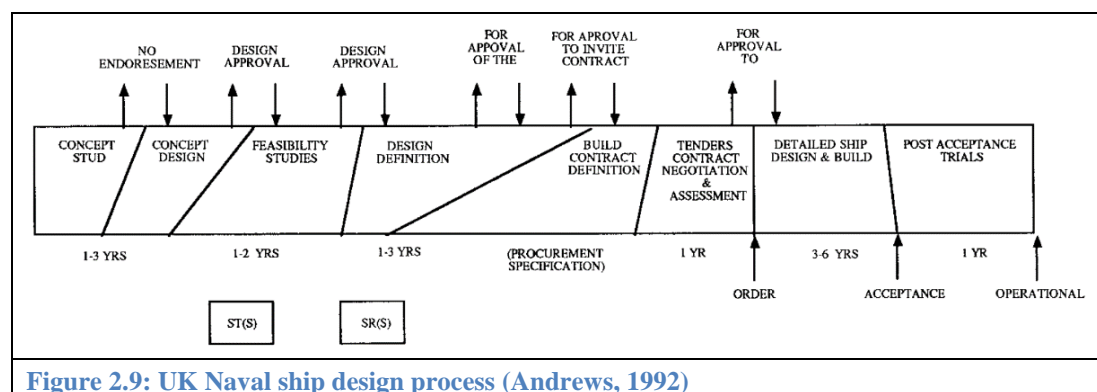 NO
ENDORESEMENT
DESIGN
APPROVAL
DESIGN
APPROVAL
FOR
APPOVAL
OF THE
FOR APROVAL
TO INVITE
CONTRACT
FOR
APPROVAL
TO
CONCEPT
STUD
CONCEPT
DESIGN
FEASIBILITY
STUDIES
DESIGN
DEFINITION
BUILD
CONTRACT
DEFINITION
TENDERS
CONTRACT
NEGOTIATION
&
ASSESSMENT
DETAILED SHIP
DESIGN & BUILD
POST ACCEPTANCE
TRIALS
1-3 YRS
1-2 YRS
1-3 YRS
(PROCUREMENT
SPECIFICATION)
1 YR
3-6 YRS
1 YR
ORDER
ACCEPTANCE
OPERATIONAL
ST(S)
SR(S)
Figure 2.9: UK Naval ship design process (Andrews, 1992)